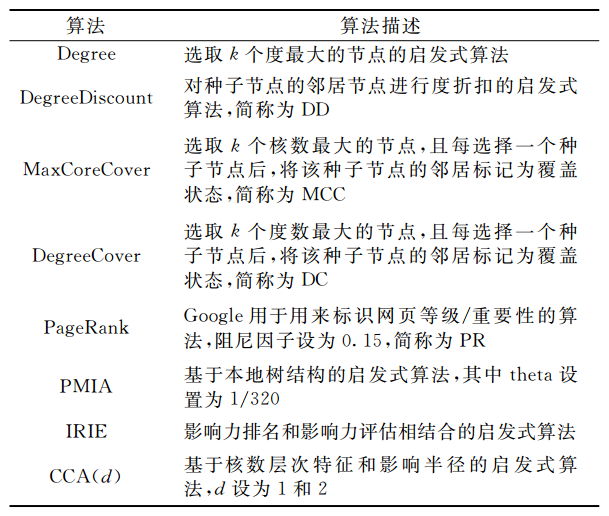 算法 算法描述
Degree 选取 k 个度最大的节点的启发式算法
对种子节点的邻居节点进行度折扣的启发式
DegreeDiscount
算法,简称为 DD
选取 k 个核数最大的节点,且每选择一个种
MaxCoreCover 子节点后,将该种子节点的邻居标记为覆盖
状态,简称为 MCC
选取 k 个度数最大的节点,且每选择一个种
DegreeCover 子节点后,将该种子节点的邻居标记为覆盖
状态,简称为 DC
Google 用于用来标识网页等级/重要性的算
PageRank
法,阻尼因子设为 0.15,简称为 PR
基于本地树结构的启发式算法,其中 theta 设
PMIA
置为 1/320
IRIE 影响力排名和影响力评估相结合的启发式算法
基于核数层次特征和影响半径的启发式算
CCA(d)
法,d 设为 1 和 2